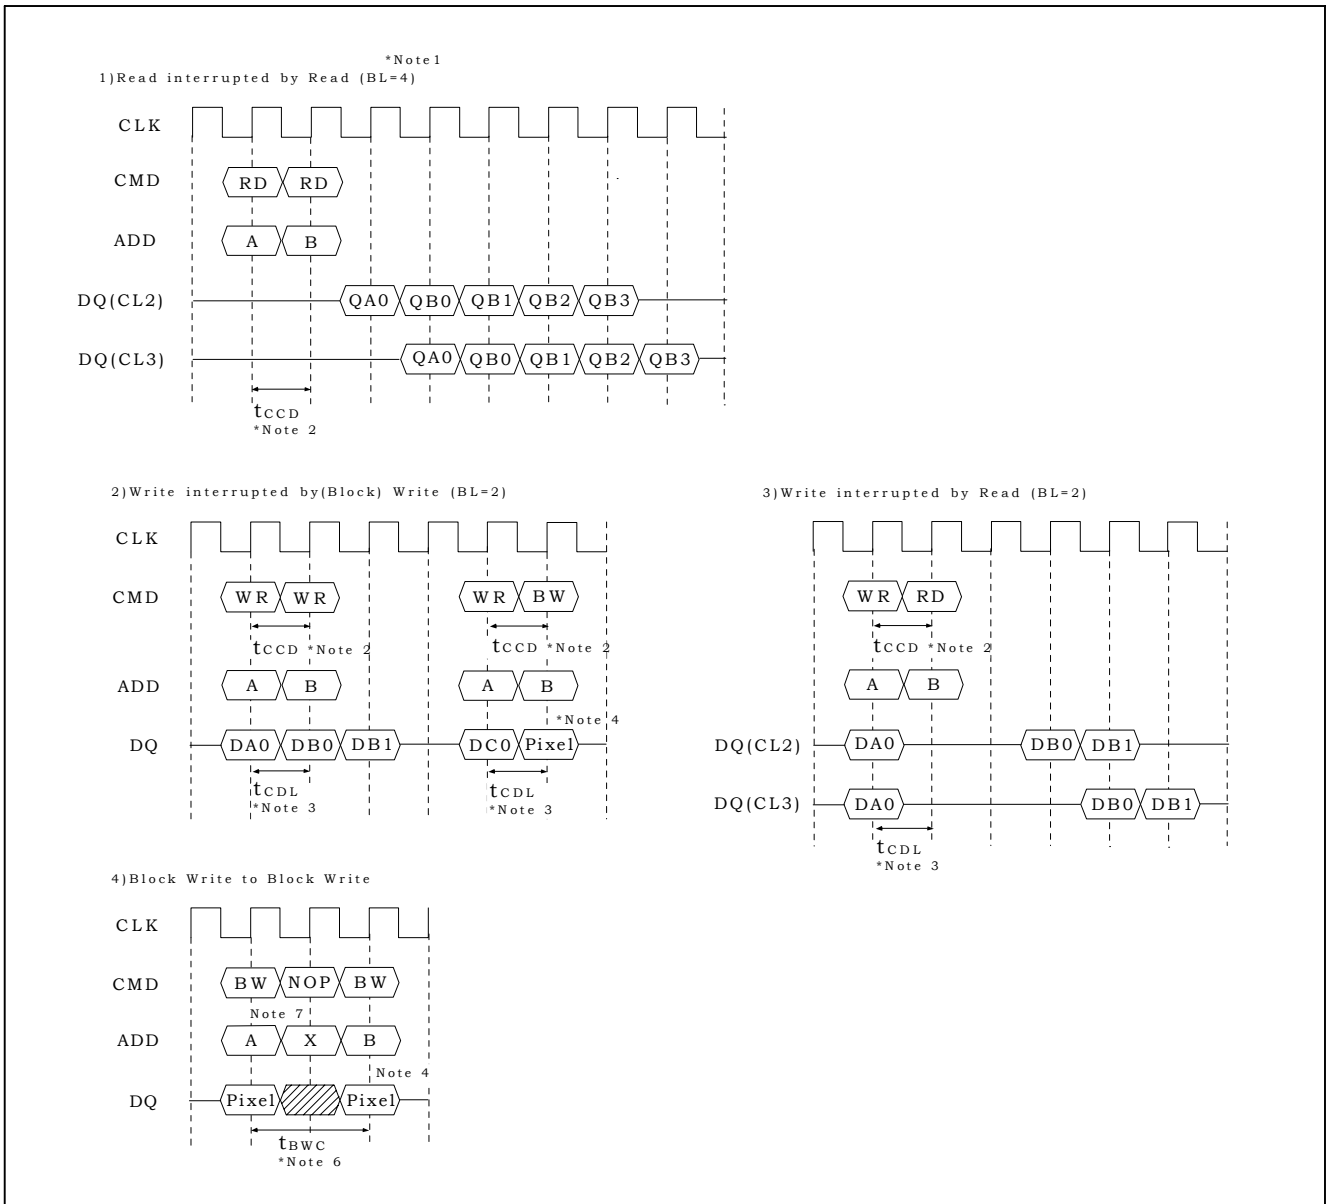 *Note1
1)Read interrupted by Read (BL=4)
CLK
CMD RD RD
ADD A B
DQ(CL2) QA0 QB0 QB1 QB2 QB3
DQ(CL3) QA0 QB0 QB1 QB2 QB3
tCCD
*Note 2
2)Write interrupted by(Block) Write (BL=2)
CLK
CMD WR WR WR BW
tCCD *Note 2 tCCD *Note 2
ADD A B A B
*Note 4
DQ DA0 DB0 DB1 DC0 Pixel
tCDL tCDL
*Note 3 *Note 3
3)Write interrupted by Read (BL=2)
WR RD
tCCD *Note 2
A B
DQ(CL2) DA0 DB0 DB1
DQ(CL3) DA0 DB0 DB1
tCDL
*Note 3
4)Block Write to Block Write
CLK
CMD BW NOP BW
Note 7
ADD A X B
Note 4
DQ Pixel Pixel
tBWC
*Note 6